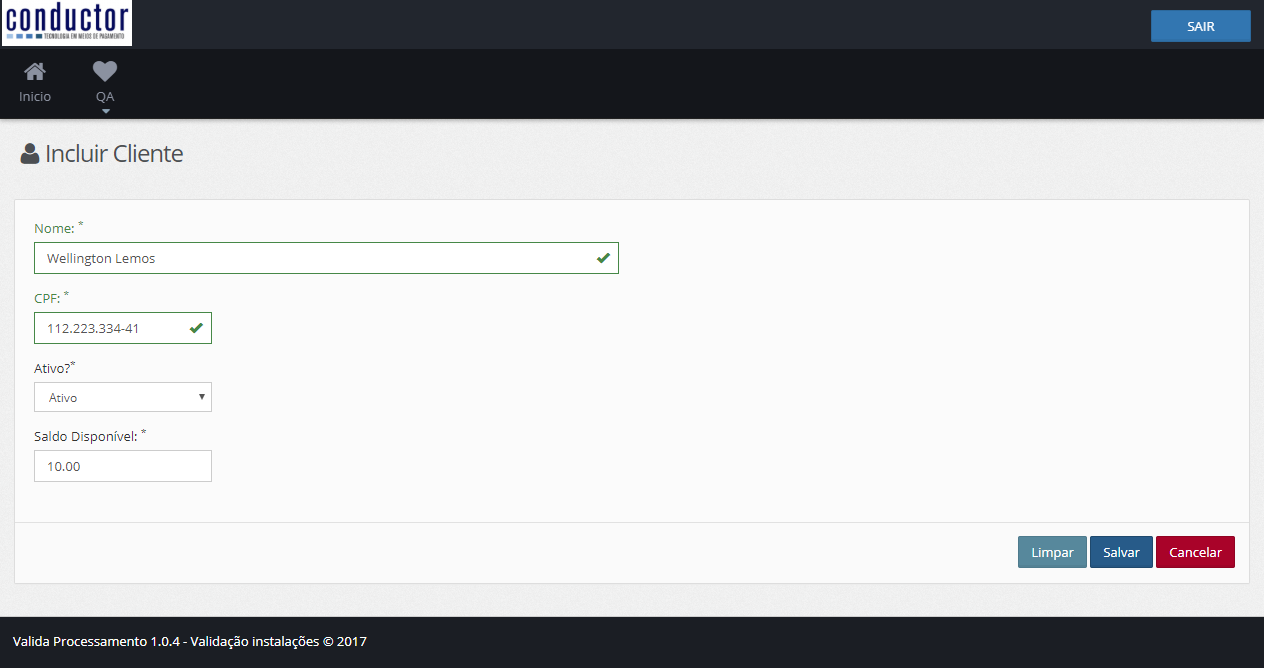 conductor
TECNOLOGIA EM MEIOS DE PAGAMENTO
SAIR
Inicio
QA
Incluir Cliente
Nome: *
Wellington Lemos
CPF: *
112.223.334-41
Ativo?*
Ativo
Saldo Disponível: *
10.00
Limpar Salvar Cancelar
Valida Processamento 1.0.4 - Validação instalações © 2017